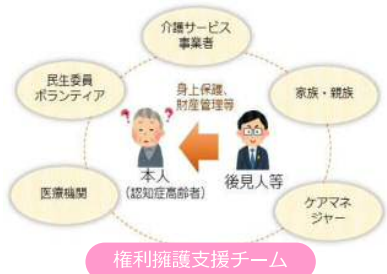 介護サービス
事業者
民生委員
ボランティア
身上保護、
財産管理等
家族・親族
?
?
本人
(認知症高齢者)
後見人等
医療機関
ケアマネ
ジャー
権利擁護支援チーム